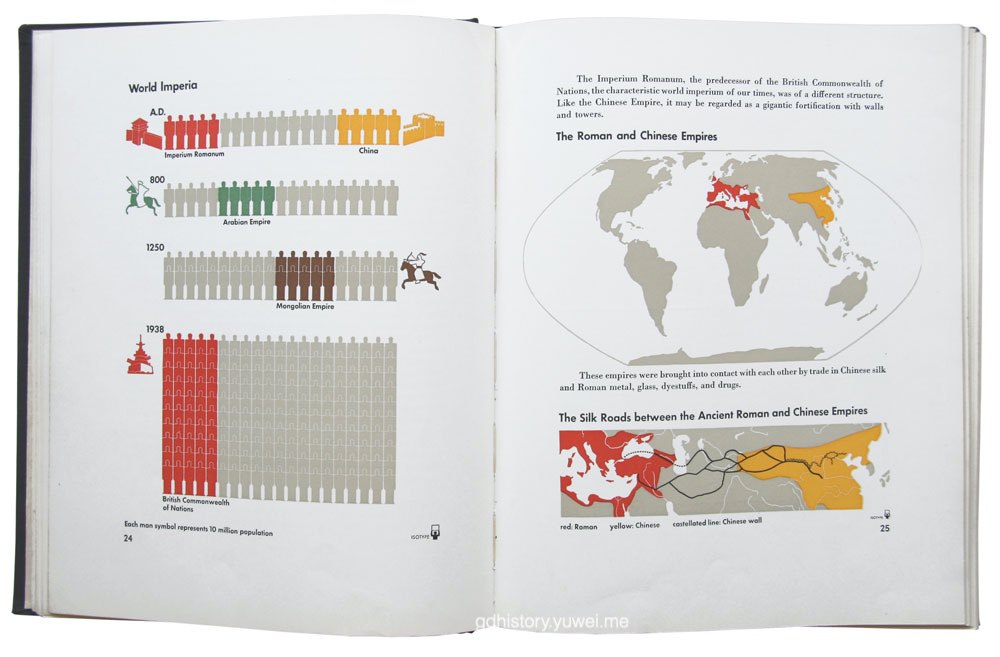 World Imperia
A.D.
Imperium Romanum
China
800
Arabian Empire
1250
Mongolian Empire
1938
British Commonwealth
of Nations
Each man symbol represents 10 million population
24
ISOTYPE
The Imperium Romanum, the predecessor of the British Commonwealth of
Nations, the characteristic world imperium of our times, was of a different structure.
Like the Chinese Empire, it may be regarded as a gigantic fortification with walls
and towers.
The Roman and Chinese Empires
These empires were brought into contact with each other by trade in Chinese silk
and Roman metal, glass, dyestuffs, and drugs.
The Silk Roads between the Ancient Roman and Chinese Empires
red: Roman yellow: Chinese castellated line: Chinese wall
ISOTYPE
25
gdhistory.yuwei.me